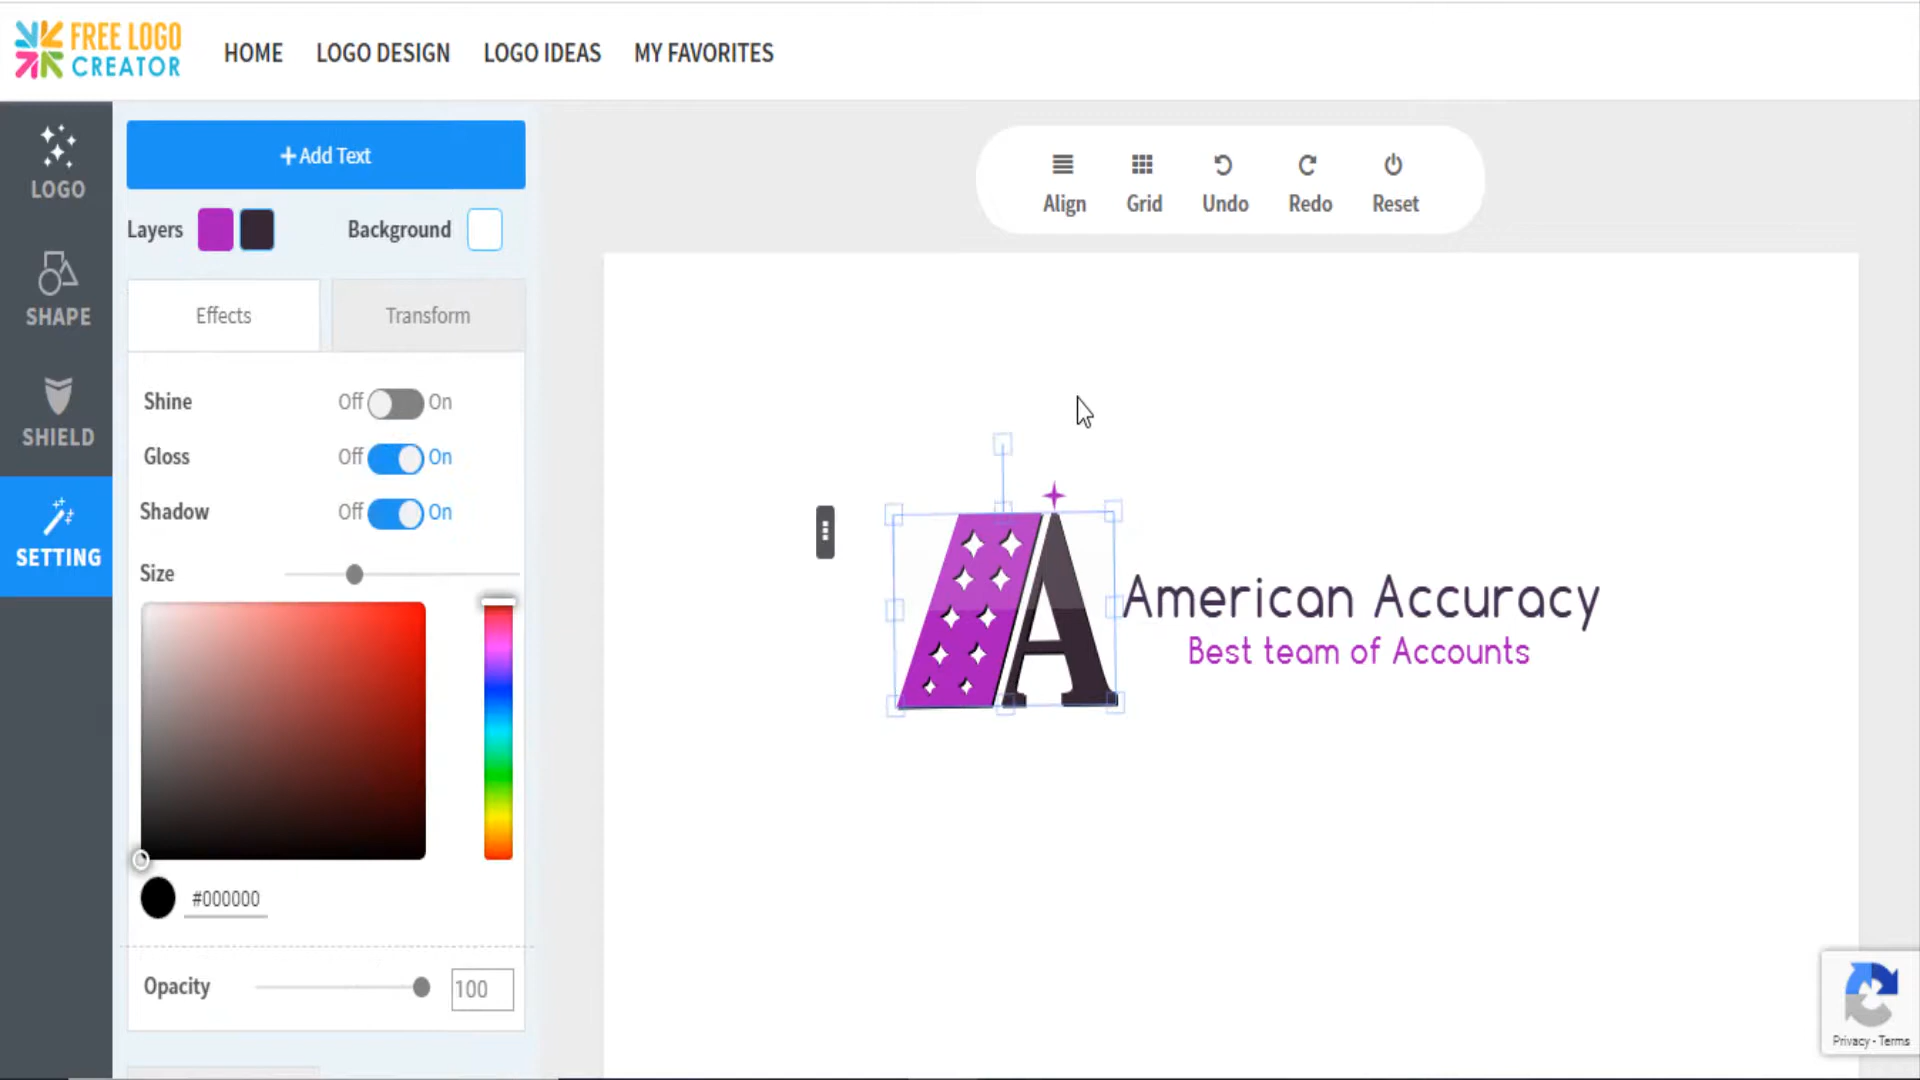 FREE LOGO
CREATOR
HOME LOGO DESIGN LOGO IDEAS MY FAVORITES
LOGO
SHAPE
SHIELD
SETTING
+Add Text
Layers Background
Effects Transform
Shine Off On
Gloss Off On
Shadow Off On
Size
#000000
Opacity 100
Align Grid Undo Redo Reset
A
American Accuracy
Best team of Accounts
Privacy - Terms